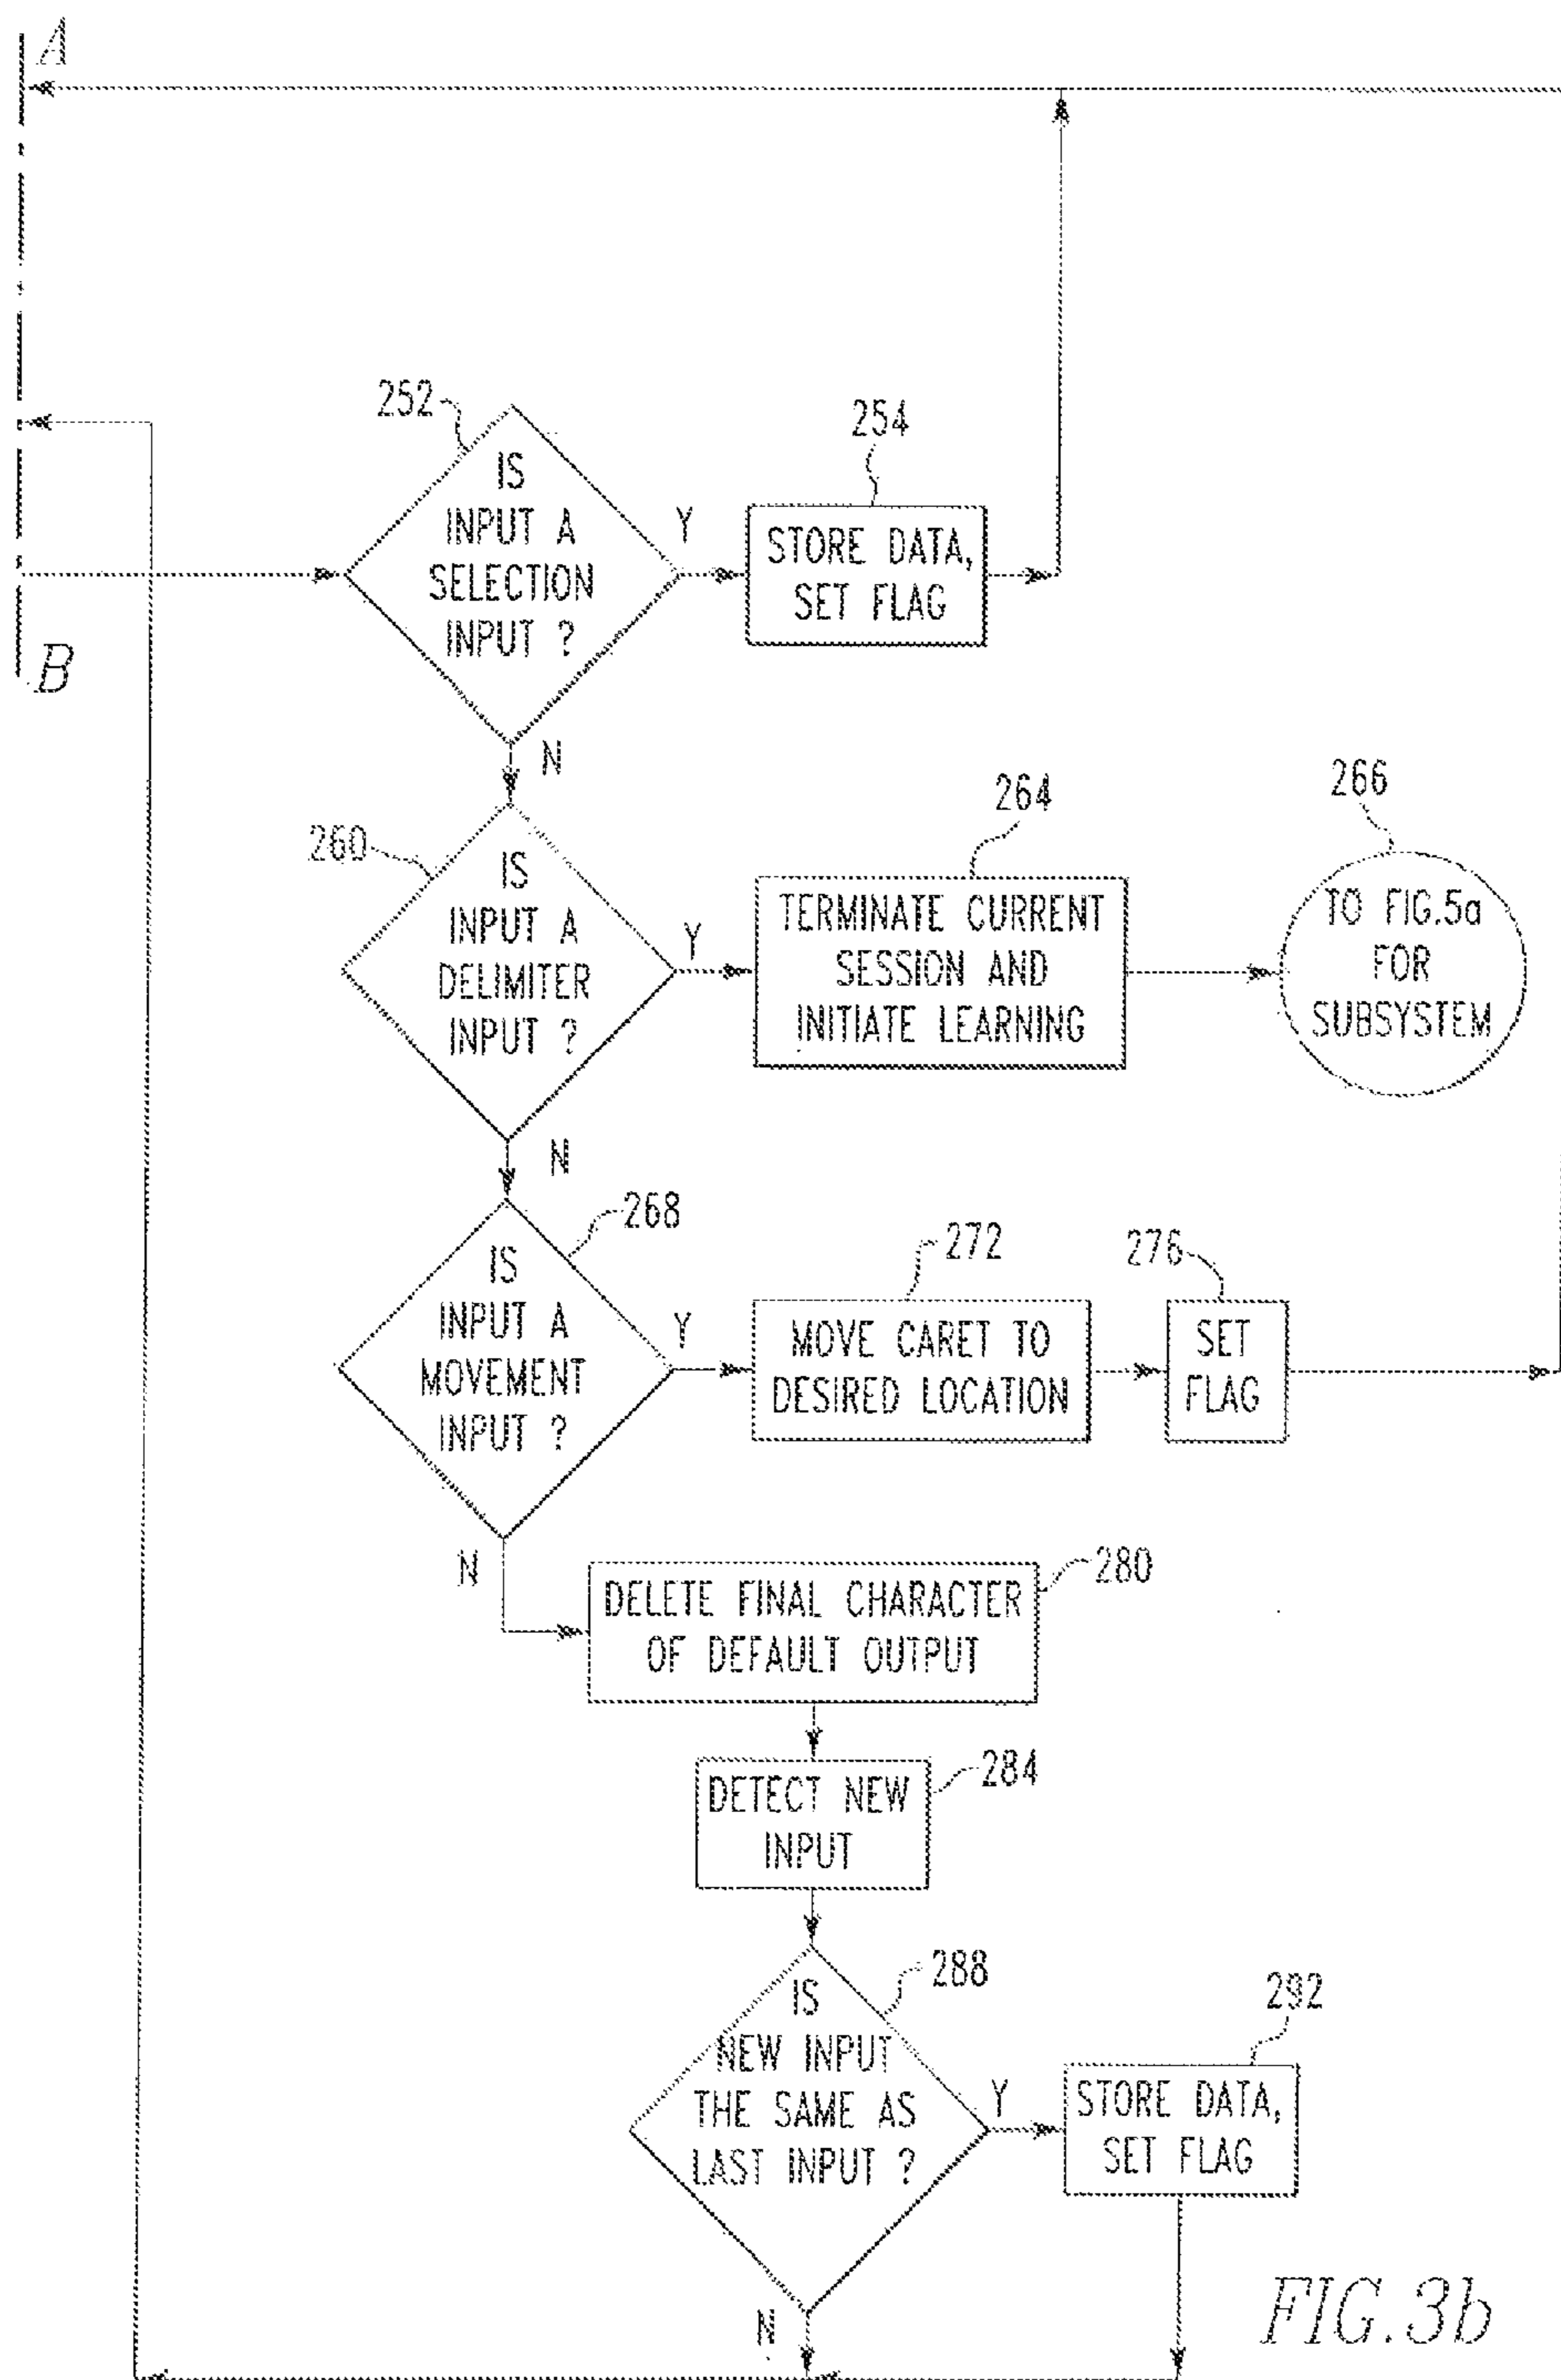 A
252
IS
INPUT A
SELECTION
INPUT ?
Y
254
STORE DATA,
SET FLAG
B
N
260
IS
INPUT A
DELIMITER
INPUT ?
Y
264
TERMINATE CURRENT
SESSION AND
INITIATE LEARNING
266
TO FIG.5a
FOR
SUBSYSTEM
N
268
IS
INPUT A
MOVEMENT
INPUT ?
Y
272
MOVE CARET TO
DESIRED LOCATION
276
SET
FLAG
N
280
DELETE FINAL CHARACTER
OF DEFAULT OUTPUT
284
DETECT NEW
INPUT
288
IS
NEW INPUT
THE SAME AS
LAST INPUT ?
Y
292
STORE DATA,
SET FLAG
N
FIG.3b